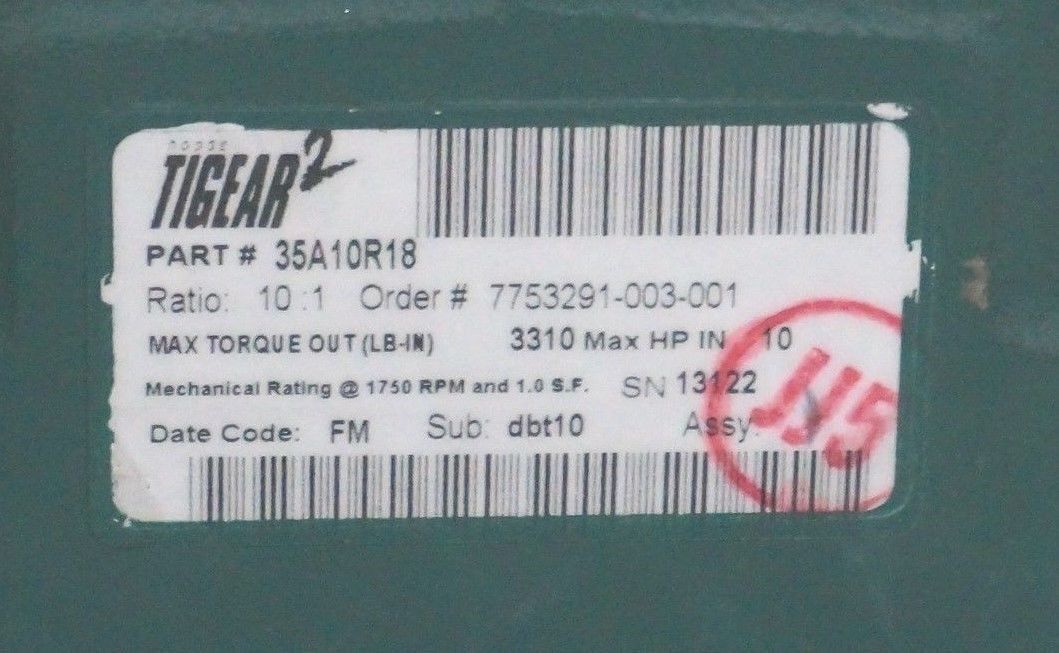 DODGE
TIGEAR 2
PART # 35A10R18
Ratio: 10 :1 Order # 7753291-003-001
MAX TORQUE OUT (LB-IN) 3310 Max HP IN 10
Mechanical Rating @ 1750 RPM and 1.0 S.F. SN 13122
Date Code: FM Sub: dbt10 Assy:
JJ5